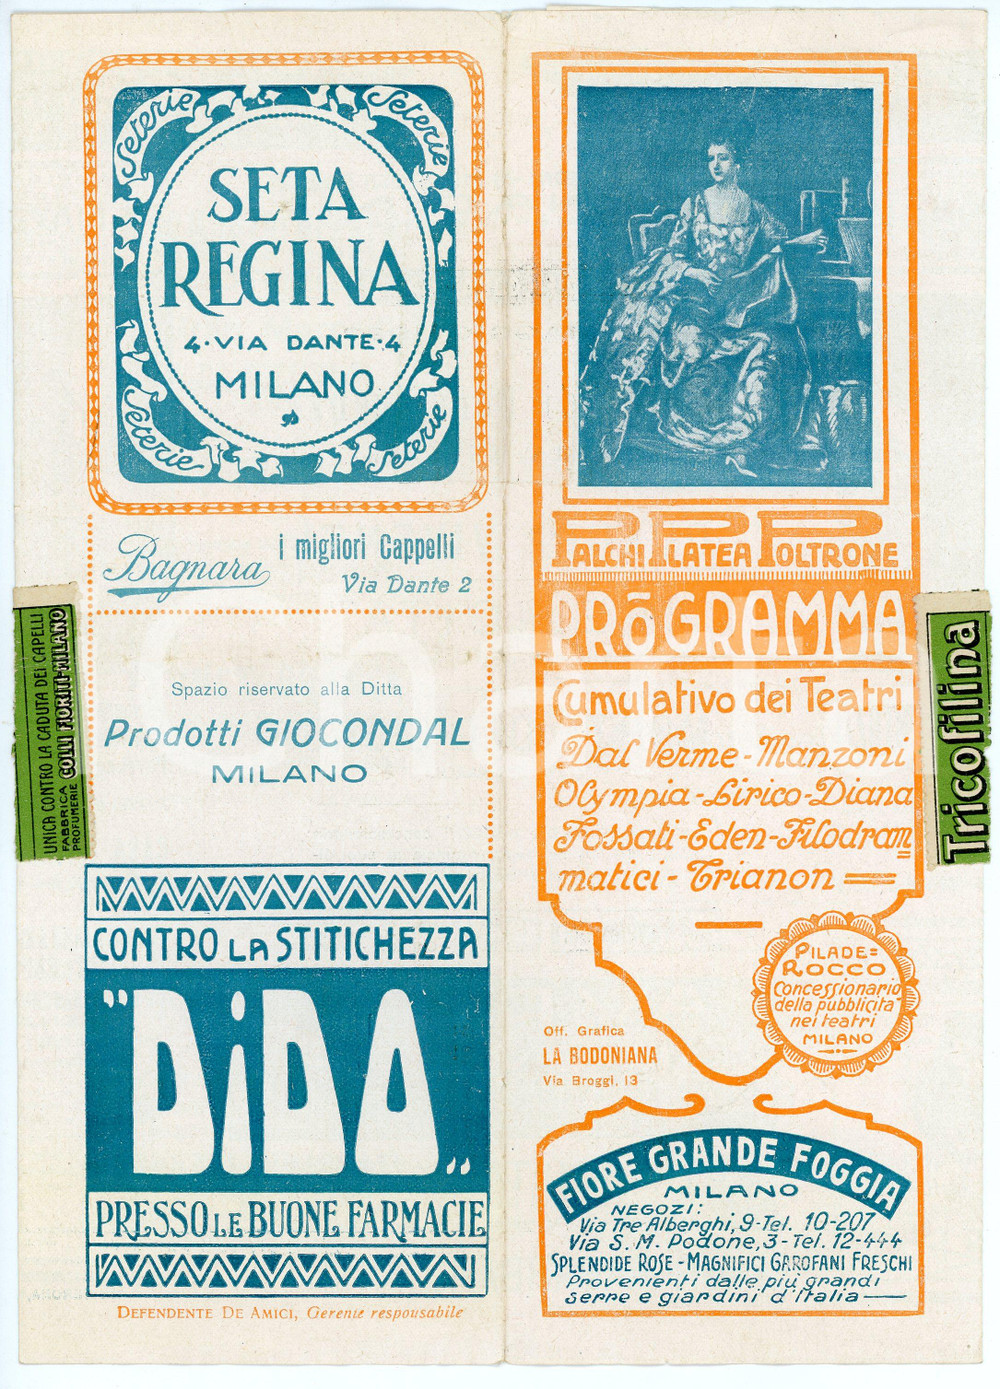 Seterie
Seterie
SETA
REGINA
4·VIA DANTE·4
MILANO
Seterie
Seterie
Bagnara
i migliori Cappelli
Via Dante 2
Spazio riservato alla Ditta
Prodotti GIOCONDAL
MILANO
UNICA CONTRO LA CADUTA DEI CAPELLI
FABBRICA COLLI FIORITI-MILANO
PROFUMERIE
CONTRO LA STITICHEZZA
"DIDO„
PRESSO LE BUONE FARMACIE
DEFENDENTE DE AMICI, Gerente respousabile
PALCHI PLATEA POLTRONE
PRŌGRAMMA
Cumulativo dei Teatri
Dal Verme - Manzoni
Olympia - Lirico - Diana
Fossati - Eden - Filodram=
matici - Trianon =
Tricofilina
PILADE=
ROCCO
Concessionario
della pubblicità
nei teatri
MILANO
Off. Grafica
LA BODONIANA
Via Broggi, 13
FIORE GRANDE FOGGIA
MILANO
NEGOZI:
Via Tre Alberghi, 9-Tel. 10-207
Via S. M. Podone, 3-Tel. 12-444
SPLENDIDE ROSE - MAGNIFICI GAROFANI FRESCHI
Provenienti dalle più grandi
serre e giardini d'Italia